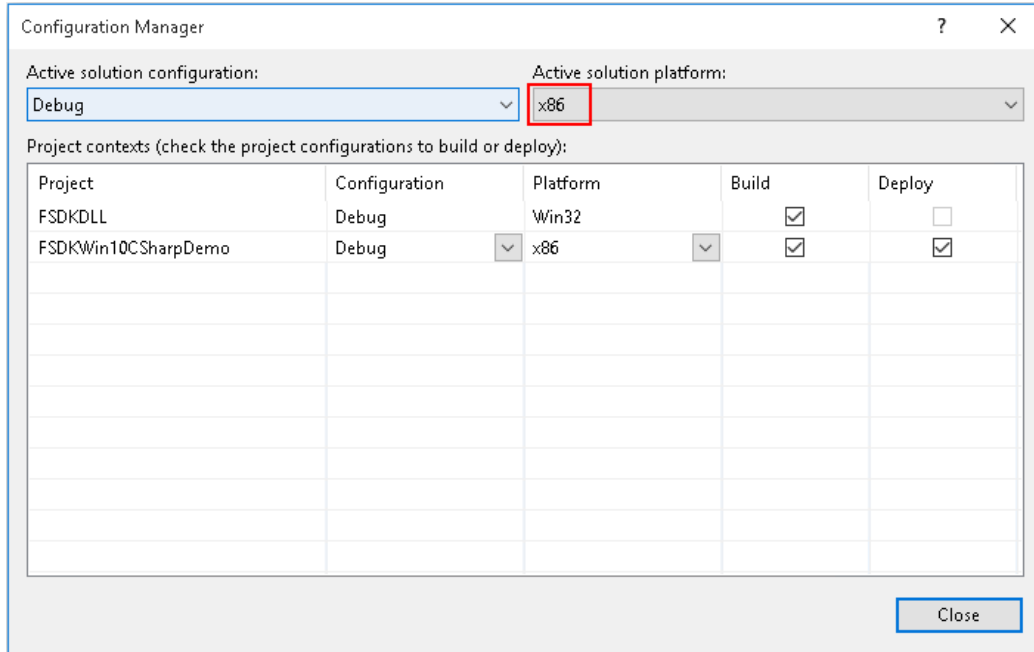 Configuration Manager ?
Active solution configuration: Active solution platform:
Debug x86
Project contexts (check the project configurations to build or deploy):
Project Configuration Platform Build Deploy
FSDKDLL Debug Win32
FSDKWin10CSharpDemo Debug x86
Close